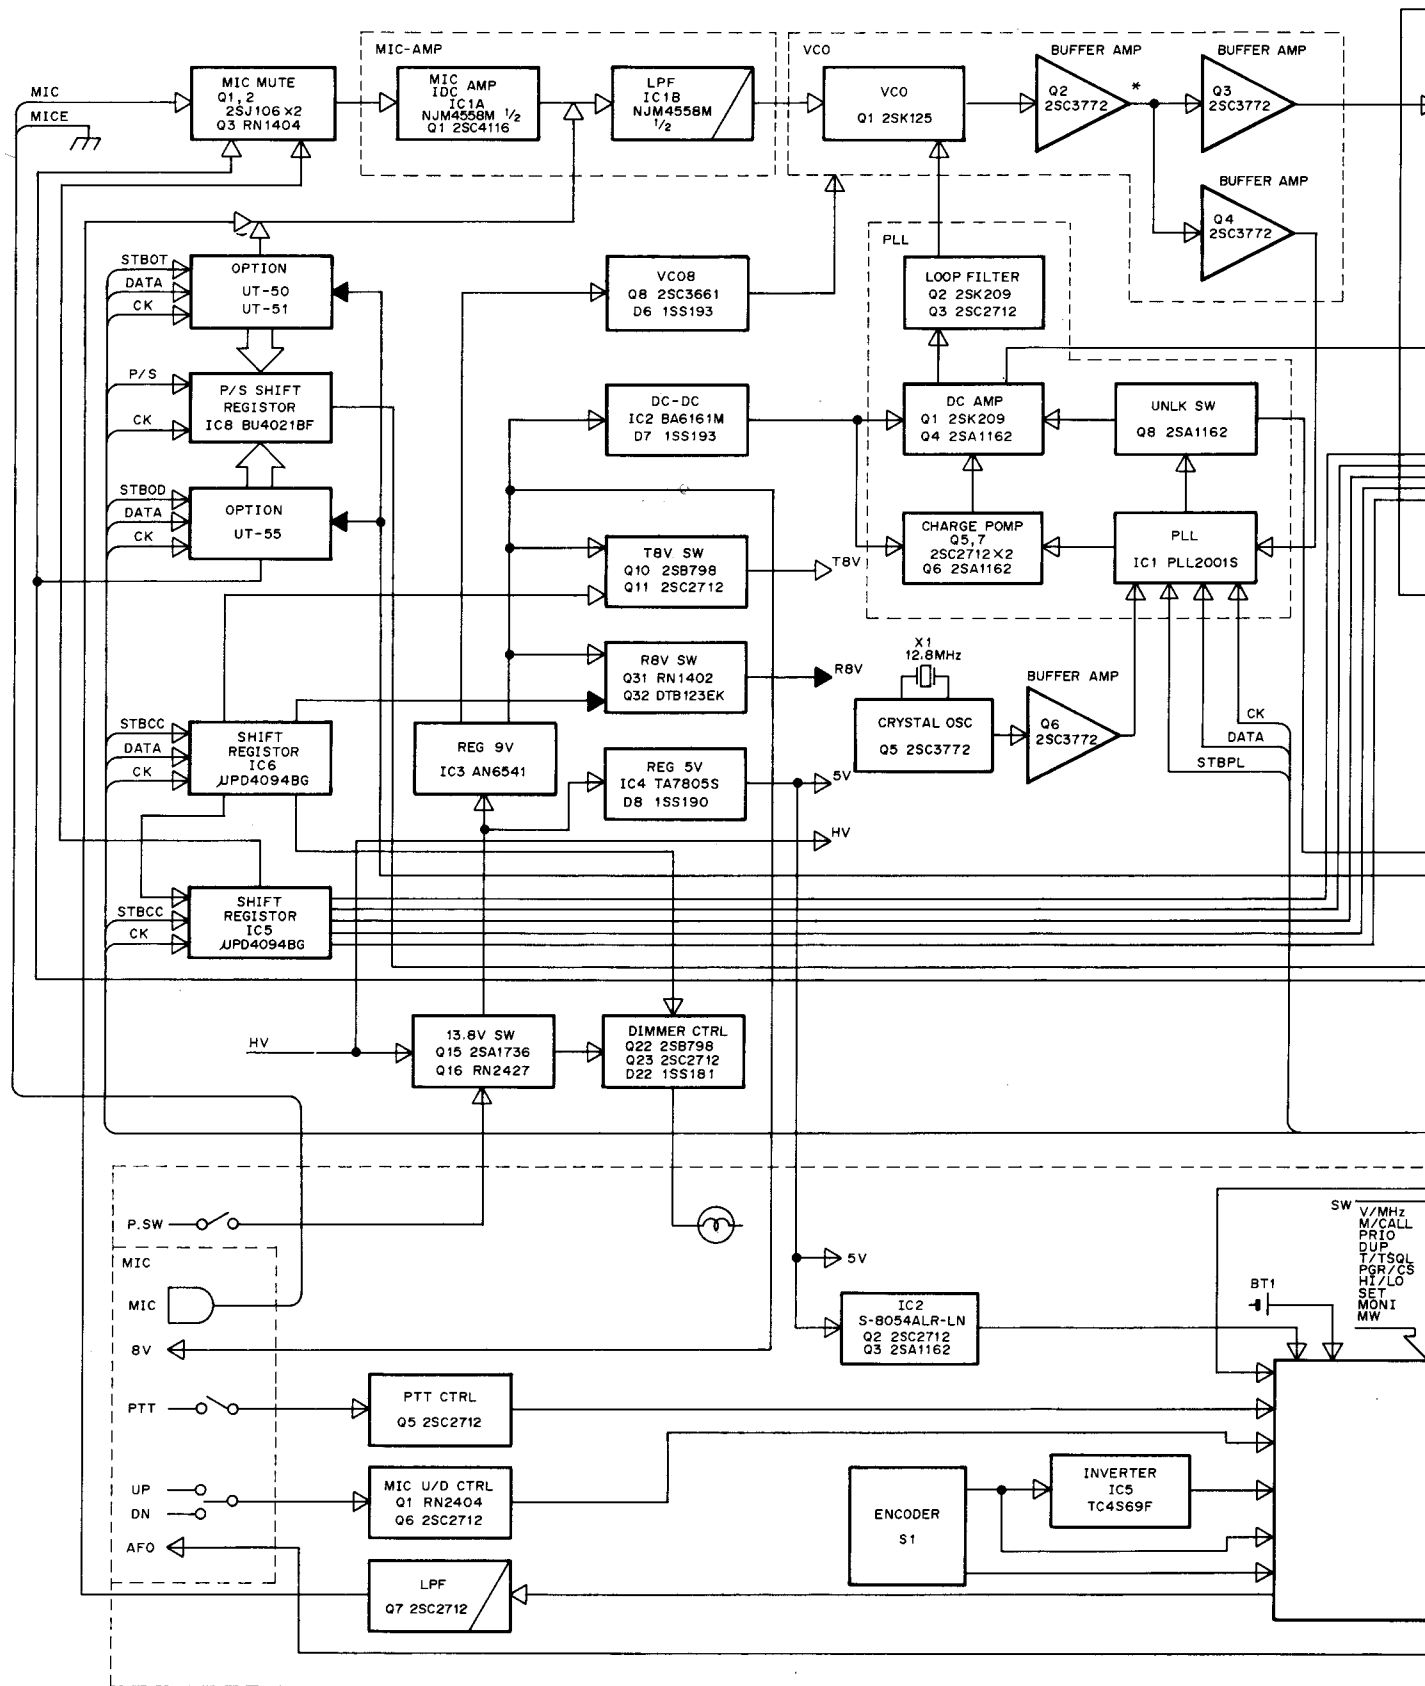 MIC-AMP
VCO
BUFFER AMP
BUFFER AMP
MIC
MICE
MIC MUTE
Q1, 2
2SJ106×2
Q3 RN1404
MIC AMP
IDC
IC1A
NJM4558M 1/2
Q1 2SC4116
LPF
IC1B
NJM4558M
1/2
VCO
Q1 2SK125
Q2
2SC3772
*
Q3
2SC3772
BUFFER AMP
Q4
2SC3772
PLL
STBOT
DATA
CK
OPTION
UT-50
UT-51
VCO8
Q8 2SC3661
D6 1SS193
LOOP FILTER
Q2 2SK209
Q3 2SC2712
P/S
CK
P/S SHIFT
REGISTOR
IC8 BU4021BF
DC-DC
IC2 BA6161M
D7 1SS193
DC AMP
Q1 2SK209
Q4 2SA1162
UNLK SW
Q8 2SA1162
STBOD
DATA
CK
OPTION
UT-55
T8V SW
Q10 2SB798
Q11 2SC2712
T8V
CHARGE POMP
Q5,7
2SC2712×2
Q6 2SA1162
PLL
IC1 PLL2001S
R8V SW
Q31 RN1402
Q32 DTB123EK
R8V
X1
12.8MHz
BUFFER AMP
STBCC
DATA
CK
SHIFT
REGISTOR
IC6
μPD4094BG
REG 9V
IC3 AN6541
REG 5V
IC4 TA7805S
D8 1SS190
5V
HV
CRYSTAL OSC
Q5 2SC3772
Q6
2SC3772
CK
DATA
STBPL
STBCC
CK
SHIFT
REGISTOR
IC5
μPD4094BG
HV
13.8V SW
Q15 2SA1736
Q16 RN2427
DIMMER CTRL
Q22 2SB798
Q23 2SC2712
D22 1SS181
P.SW
MIC
MIC
8V
PTT
UP
DN
AFO
5V
IC2
S-8054ALR-LN
Q2 2SC2712
Q3 2SA1162
BT1
SW
V/MHz
M/CALL
PRIO
DUP
T/TSQL
PGR/CS
HI/LO
SET
MONI
MW
PTT CTRL
Q5 2SC2712
MIC U/D CTRL
Q1 RN2404
Q6 2SC2712
LPF
Q7 2SC2712
ENCODER
S1
INVERTER
IC5
TC4S69F